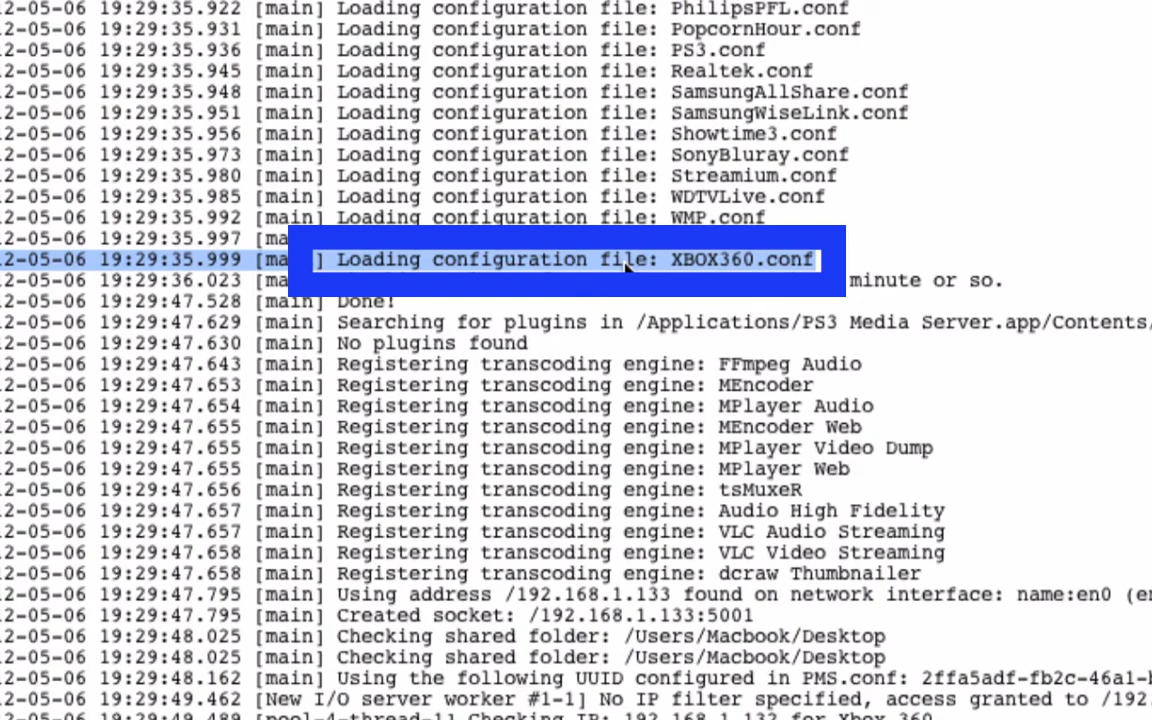 2-05-06 19:29:35.922 [main] Loading configuration file: PhilipsPFL.conf
2-05-06 19:29:35.931 [main] Loading configuration file: PopcornHour.conf
2-05-06 19:29:35.936 [main] Loading configuration file: PS3.conf
2-05-06 19:29:35.945 [main] Loading configuration file: Realtek.conf
2-05-06 19:29:35.948 [main] Loading configuration file: SamsungAllShare.conf
2-05-06 19:29:35.951 [main] Loading configuration file: SamsungWiseLink.conf
2-05-06 19:29:35.956 [main] Loading configuration file: Showtime3.conf
2-05-06 19:29:35.973 [main] Loading configuration file: SonyBluray.conf
2-05-06 19:29:35.980 [main] Loading configuration file: Streamium.conf
2-05-06 19:29:35.985 [main] Loading configuration file: WDTVLive.conf
2-05-06 19:29:35.992 [main] Loading configuration file: WMP.conf
2-05-06 19:29:35.997 [ma
2-05-06 19:29:35.999 [ma ] Loading configuration file: XBOX360.conf
2-05-06 19:29:36.023 [ma minute or so.
2-05-06 19:29:47.528 [main] Done!
2-05-06 19:29:47.629 [main] Searching for plugins in /Applications/PS3 Media Server.app/Contents/
2-05-06 19:29:47.630 [main] No plugins found
2-05-06 19:29:47.643 [main] Registering transcoding engine: FFmpeg Audio
2-05-06 19:29:47.653 [main] Registering transcoding engine: MEncoder
2-05-06 19:29:47.654 [main] Registering transcoding engine: MPlayer Audio
2-05-06 19:29:47.655 [main] Registering transcoding engine: MEncoder Web
2-05-06 19:29:47.655 [main] Registering transcoding engine: MPlayer Video Dump
2-05-06 19:29:47.655 [main] Registering transcoding engine: MPlayer Web
2-05-06 19:29:47.656 [main] Registering transcoding engine: tsMuxeR
2-05-06 19:29:47.657 [main] Registering transcoding engine: Audio High Fidelity
2-05-06 19:29:47.657 [main] Registering transcoding engine: VLC Audio Streaming
2-05-06 19:29:47.658 [main] Registering transcoding engine: VLC Video Streaming
2-05-06 19:29:47.658 [main] Registering transcoding engine: dcraw Thumbnailer
2-05-06 19:29:47.795 [main] Using address /192.168.1.133 found on network interface: name:en0 (en
2-05-06 19:29:47.795 [main] Created socket: /192.168.1.133:5001
2-05-06 19:29:48.025 [main] Checking shared folder: /Users/Macbook/Desktop
2-05-06 19:29:48.025 [main] Checking shared folder: /Users/Macbook/Desktop
2-05-06 19:29:48.162 [main] Using the following UUID configured in PMS.conf: 2ffa5adf-fb2c-46a1-b
2-05-06 19:29:49.462 [New I/O server worker #1-1] No IP filter specified, access granted to /192
2-05-06 19:29:49.489 [pool-4-thread-1] Checking IP: 192.168.1.132 for Xbox 360